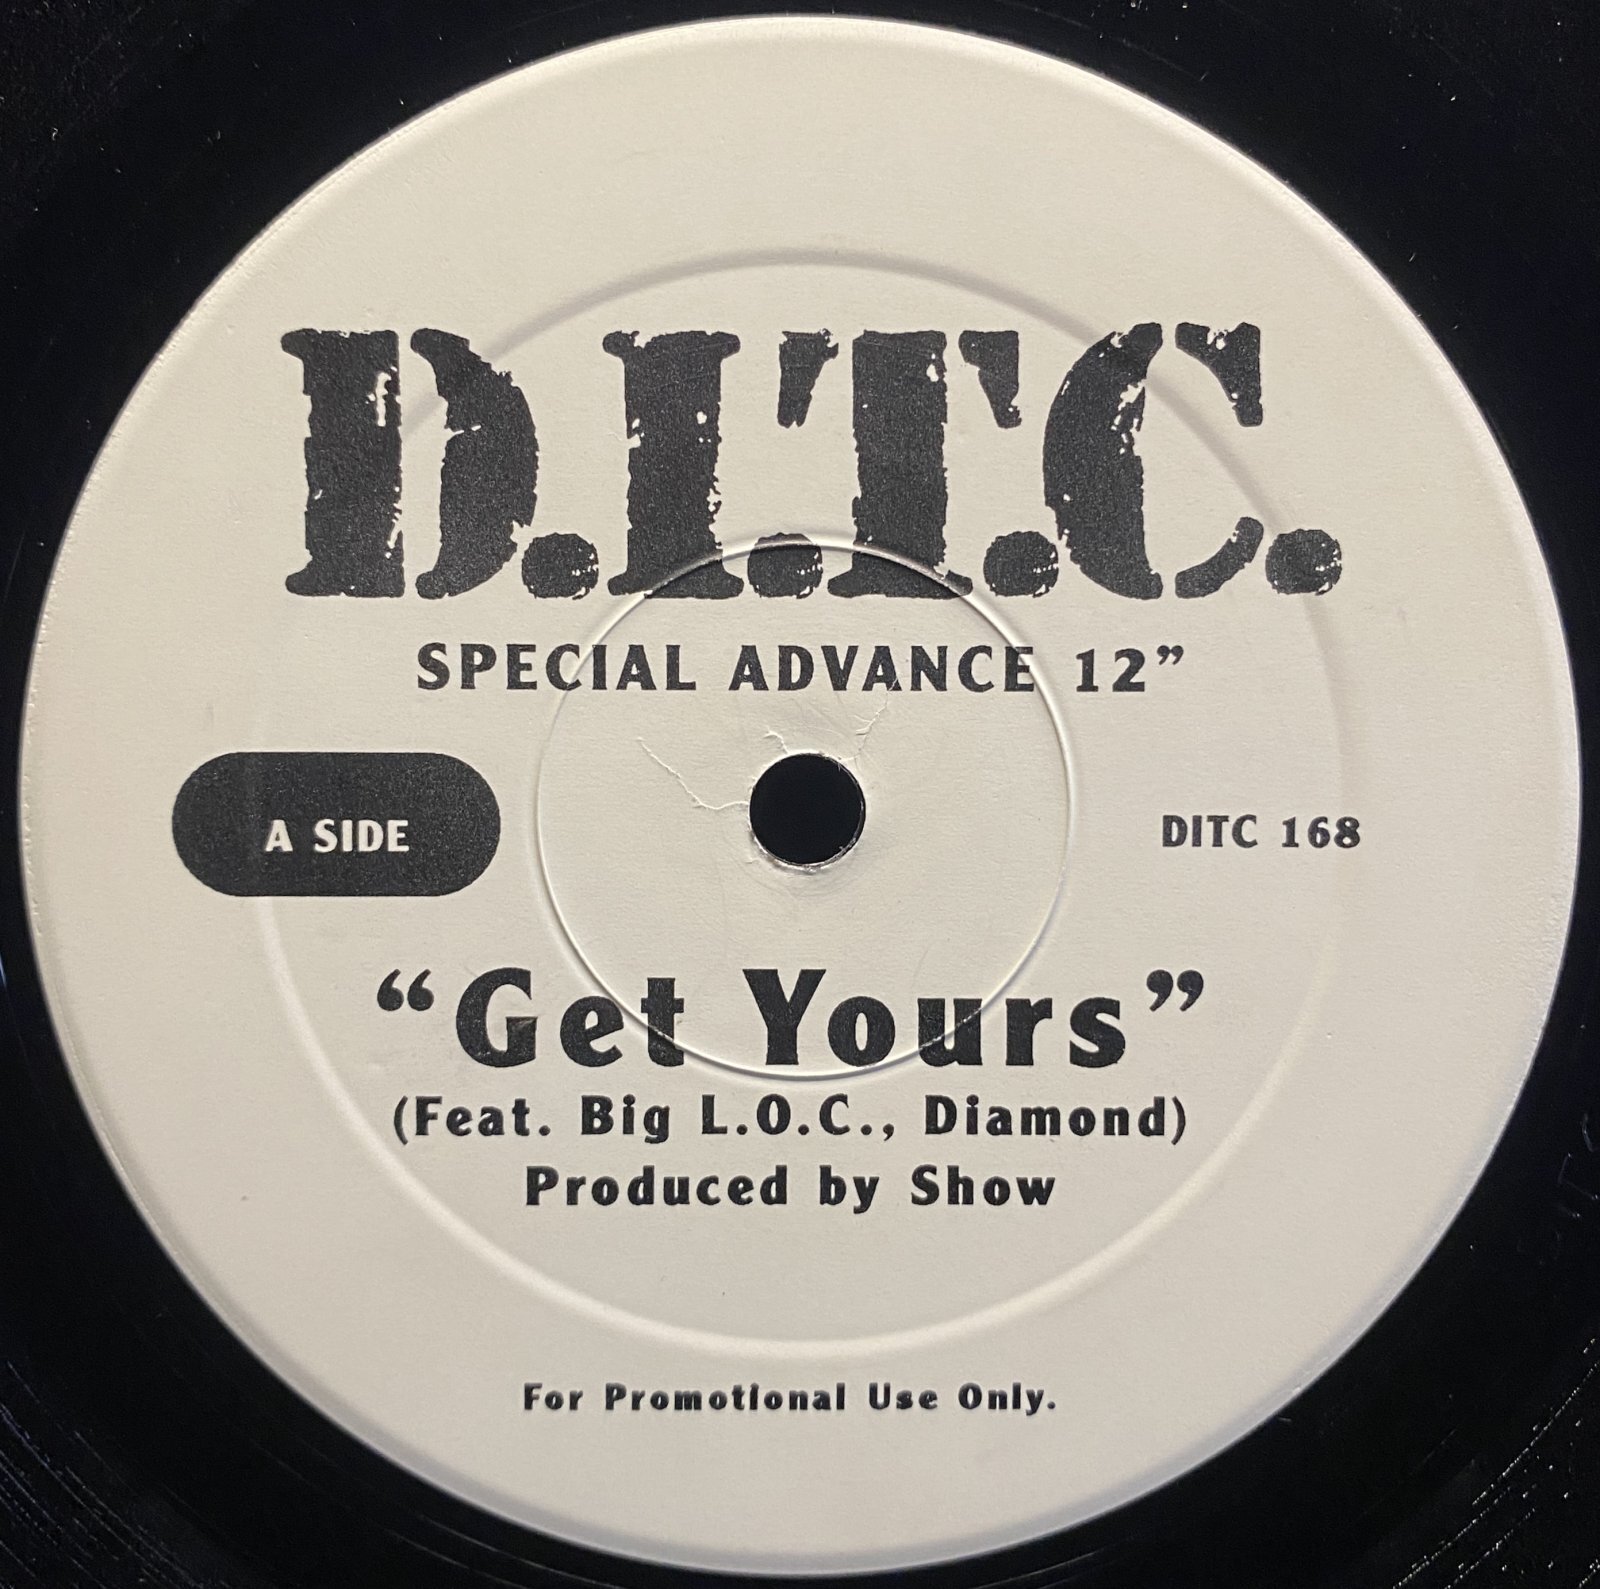 D.I.T.C.
SPECIAL ADVANCE 12”
A SIDE
DITC 168
“Get Yours”
(Feat. Big L.O.C., Diamond)
Produced by Show
For Promotional Use Only.